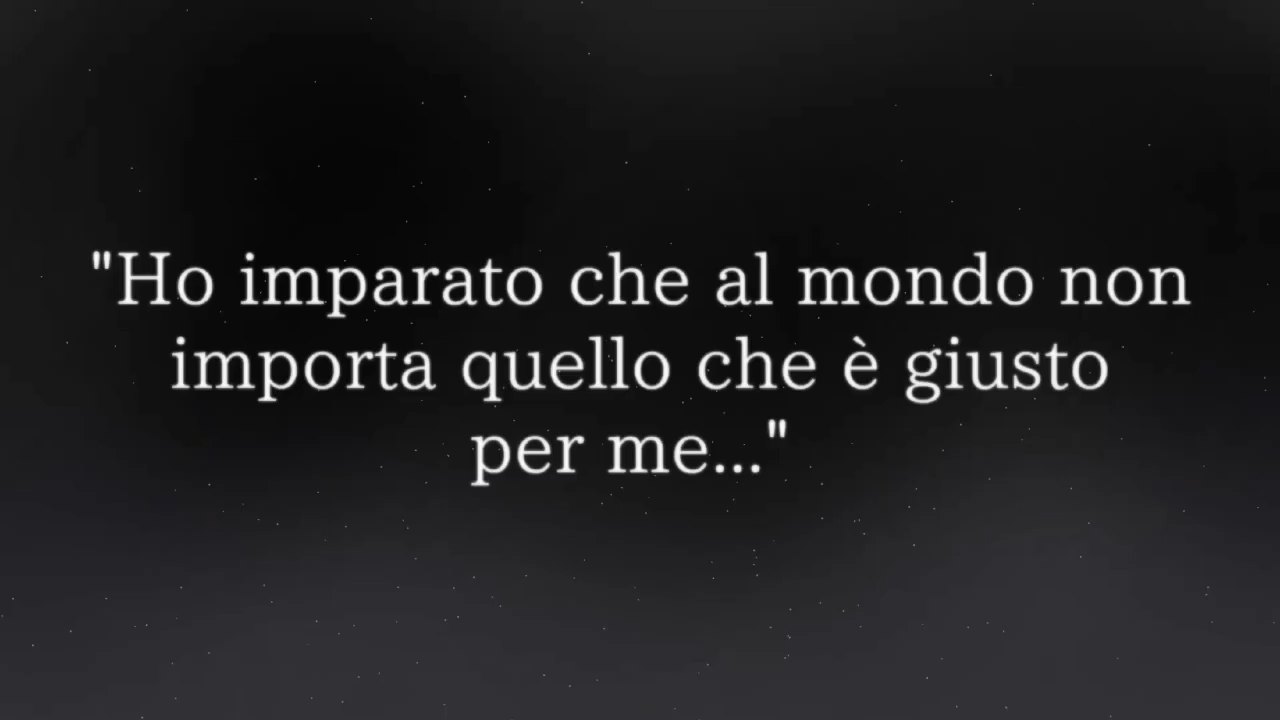 "Ho imparato che al mondo non
importa quello che è giusto
per me..."